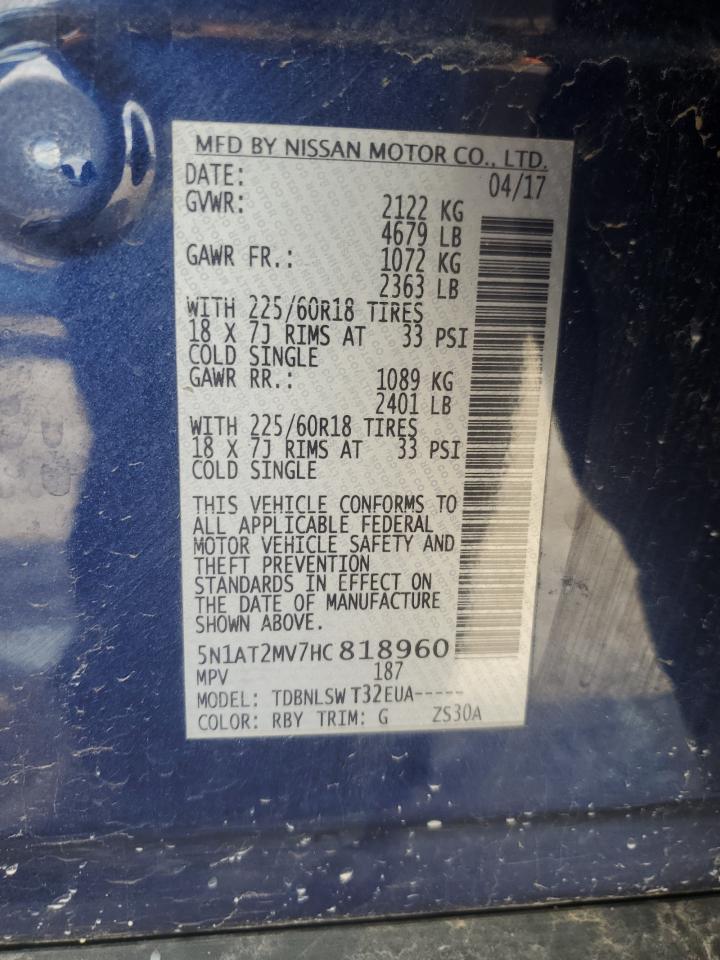 MFD BY NISSAN MOTOR CO., LTD.
DATE: 04/17
GVWR: 2122 KG
4679 LB
GAWR FR.: 1072 KG
2363 LB
WITH 225/60R18 TIRES
18 X 7J RIMS AT 33 PSI
COLD SINGLE
GAWR RR.: 1089 KG
2401 LB
WITH 225/60R18 TIRES
18 X 7J RIMS AT 33 PSI
COLD SINGLE
THIS VEHICLE CONFORMS TO
ALL APPLICABLE FEDERAL
MOTOR VEHICLE SAFETY AND
THEFT PREVENTION
STANDARDS IN EFFECT ON
THE DATE OF MANUFACTURE
SHOWN ABOVE.
5N1AT2MV7HC818960
MPV 187
MODEL: TDBNLSW T32EUA-----
COLOR: RBY TRIM: G ZS30A